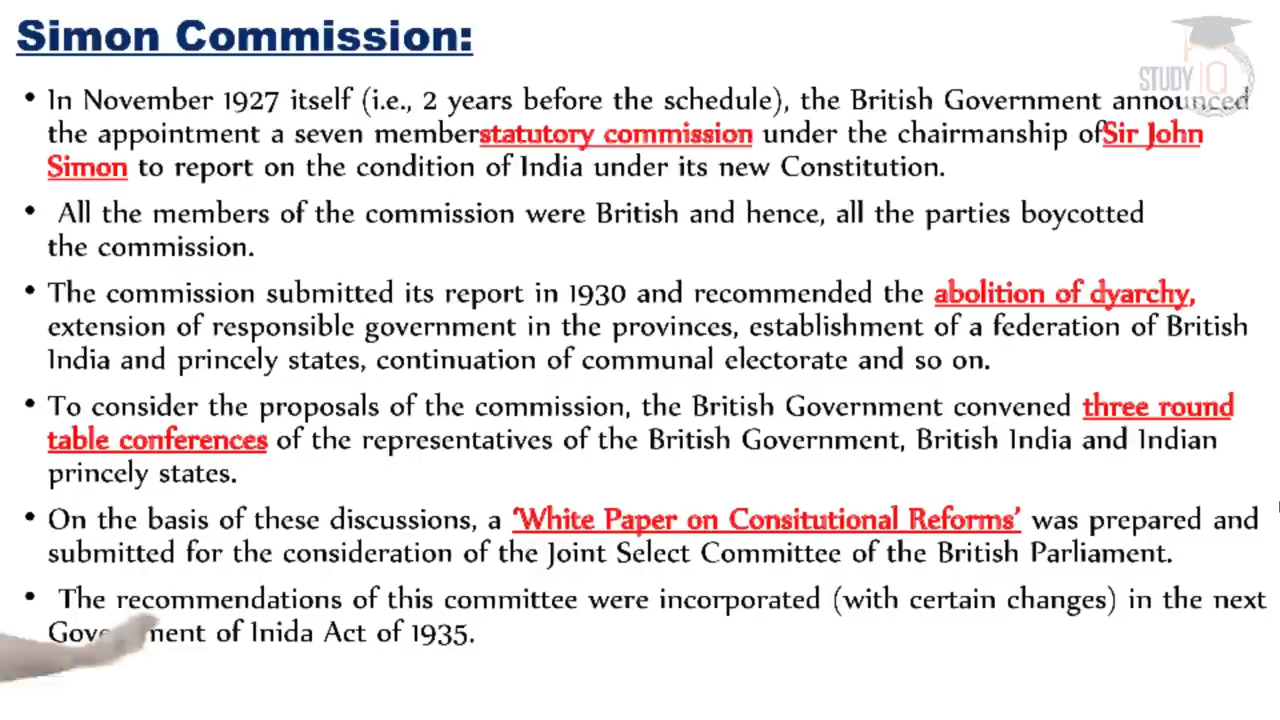 Simon Commission:
STUDY IQ
• In November 1927 itself (i.e., 2 years before the schedule), the British Government announced
the appointment a seven memberstatutory commission under the chairmanship ofSir John
Simon to report on the condition of India under its new Constitution.
• All the members of the commission were British and hence, all the parties boycotted
the commission.
• The commission submitted its report in 1930 and recommended the abolition of dyarchy,
extension of responsible government in the provinces, establishment of a federation of British
India and princely states, continuation of communal electorate and so on.
• To consider the proposals of the commission, the British Government convened three round
table conferences of the representatives of the British Government, British India and Indian
princely states.
• On the basis of these discussions, a ‘White Paper on Consitutional Reforms’ was prepared and
submitted for the consideration of the Joint Select Committee of the British Parliament.
• The recommendations of this committee were incorporated (with certain changes) in the next
Government of Inida Act of 1935.